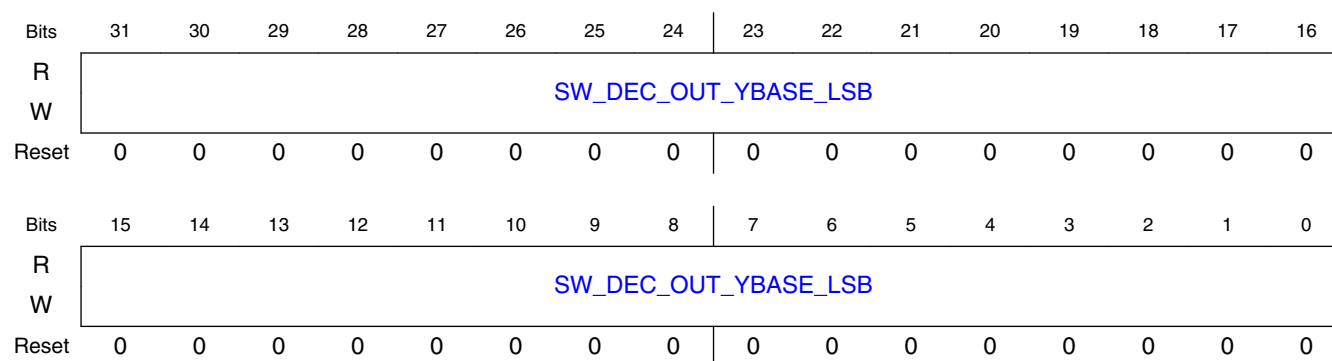 Bits 31 30 29 28 27 26 25 24 23 22 21 20 19 18 17 16
R
SW_DEC_OUT_YBASE_LSB
W
Reset 0 0 0 0 0 0 0 0 0 0 0 0 0 0 0 0
Bits 15 14 13 12 11 10 9 8 7 6 5 4 3 2 1 0
R
SW_DEC_OUT_YBASE_LSB
W
Reset 0 0 0 0 0 0 0 0 0 0 0 0 0 0 0 0